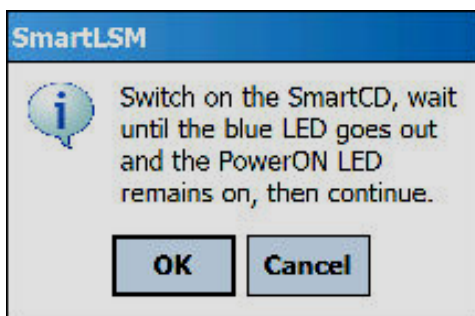 SmartLSM
Switch on the SmartCD, wait
until the blue LED goes out
and the PowerON LED
remains on, then continue.
OK Cancel